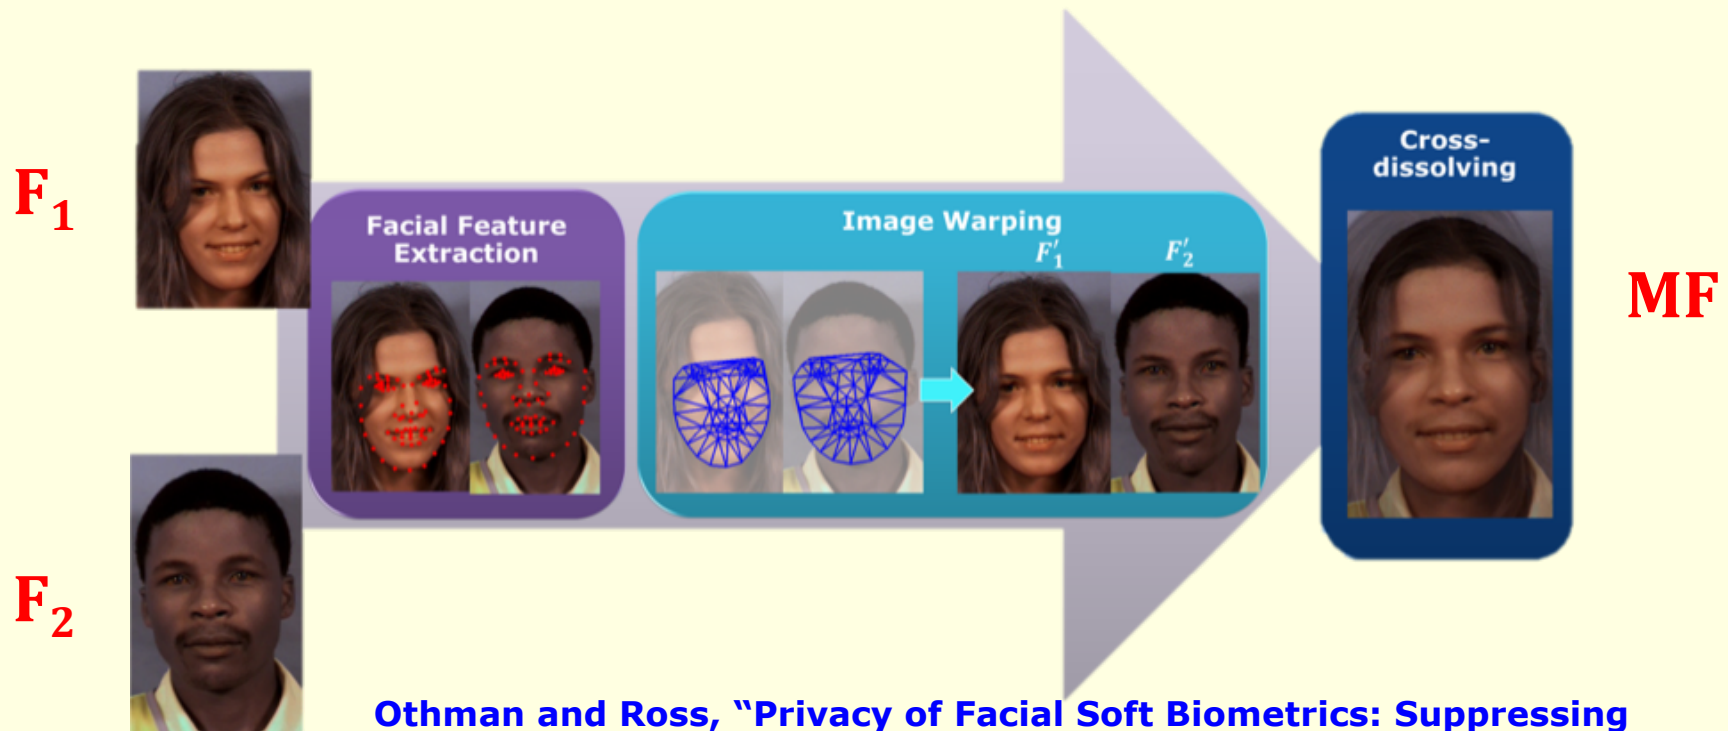 F₁
Facial Feature
Extraction
Image Warping
F′₁ F′₂
Cross-
dissolving
MF
F₂
Othman and Ross, “Privacy of Facial Soft Biometrics: Suppressing